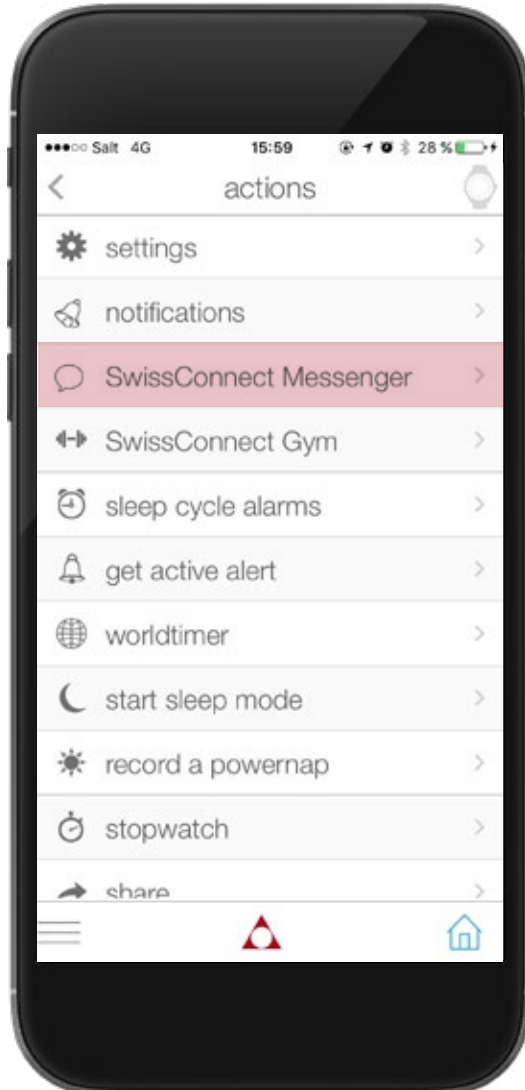 Salt 4G 15:59 28 %
actions
settings
notifications
SwissConnect Messenger
SwissConnect Gym
sleep cycle alarms
get active alert
worldtimer
start sleep mode
record a powernap
stopwatch
share